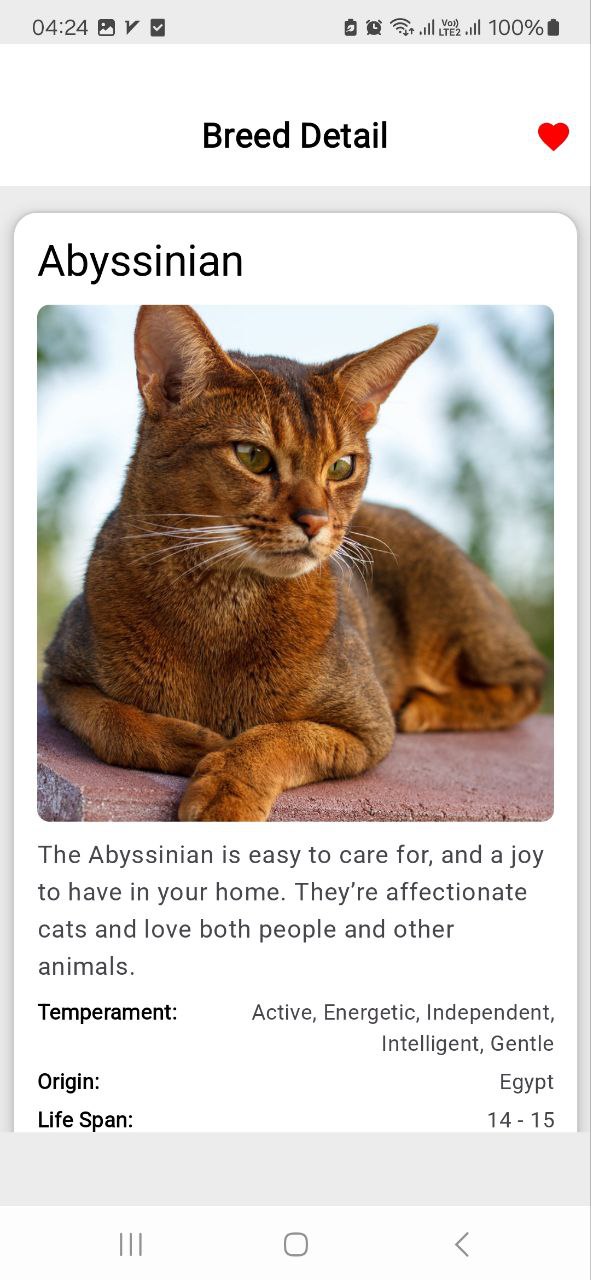 04:24 Vo)) LTE2 100%
Breed Detail
Abyssinian
The Abyssinian is easy to care for, and a joy
to have in your home. They’re affectionate
cats and love both people and other
animals.
Temperament: Active, Energetic, Independent,
Intelligent, Gentle
Origin: Egypt
Life Span: 14 - 15